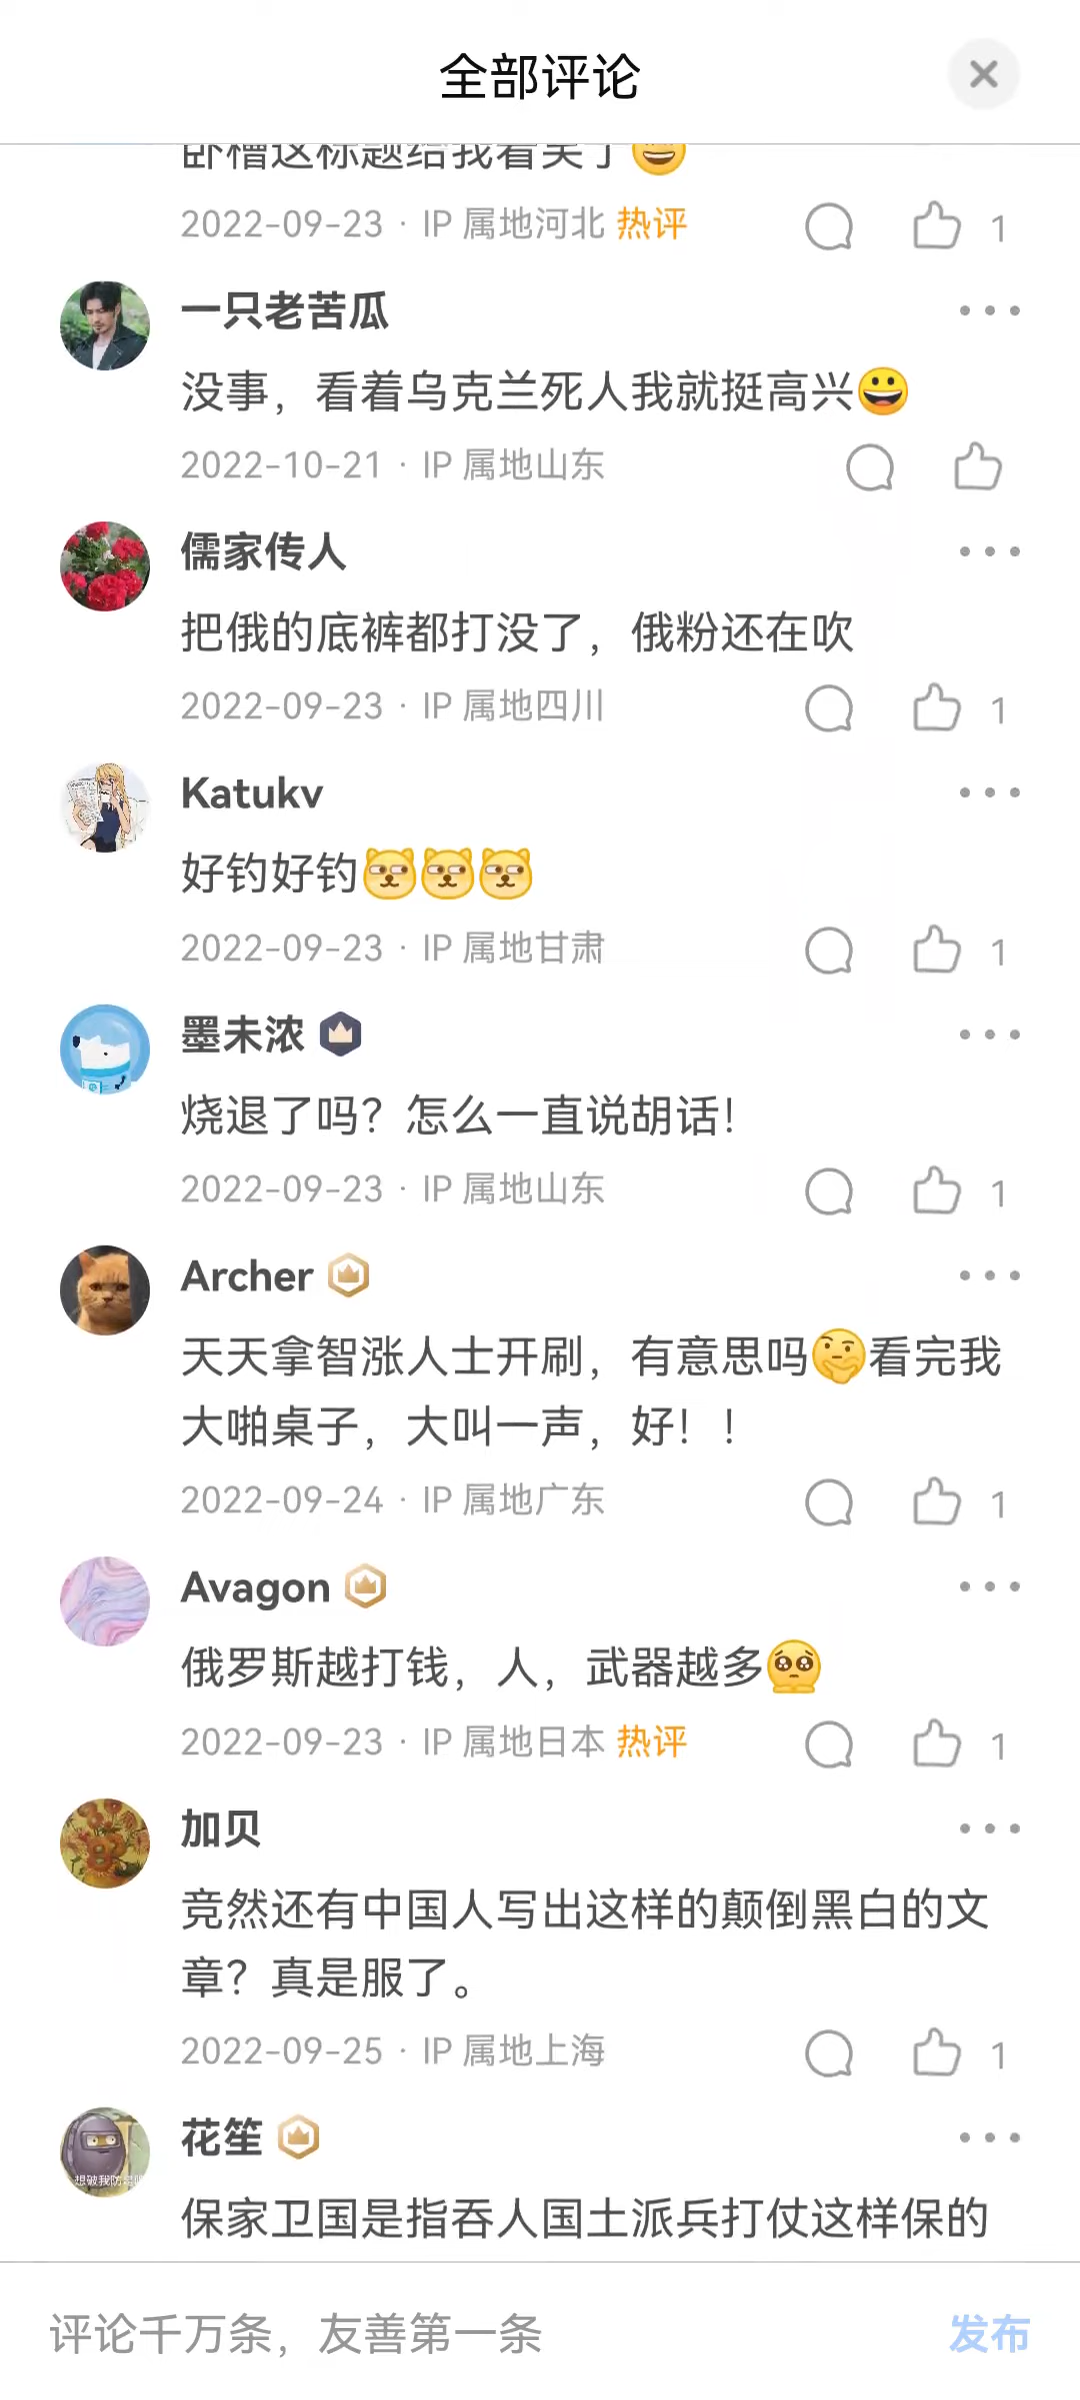 全部评论
卧槽这标题给我看笑了
2022-09-23 · IP 属地河北 热评
1
一只老苦瓜
没事，看着乌克兰死人我就挺高兴
2022-10-21 · IP 属地山东
儒家传人
把俄的底裤都打没了，俄粉还在吹
2022-09-23 · IP 属地四川
1
Katukv
好钓好钓
2022-09-23 · IP 属地甘肃
1
墨未浓
烧退了吗？怎么一直说胡话！
2022-09-23 · IP 属地山东
1
Archer
天天拿智涨人士开刷，有意思吗🤔看完我
大啪桌子，大叫一声，好！！
2022-09-24 · IP 属地广东
1
Avagon
俄罗斯越打钱，人，武器越多
2022-09-23 · IP 属地日本 热评
1
加贝
竞然还有中国人写出这样的颠倒黑白的文
章？真是服了。
2022-09-25 · IP 属地上海
1
花笙
保家卫国是指吞人国土派兵打仗这样保的
评论千万条，友善第一条
发布